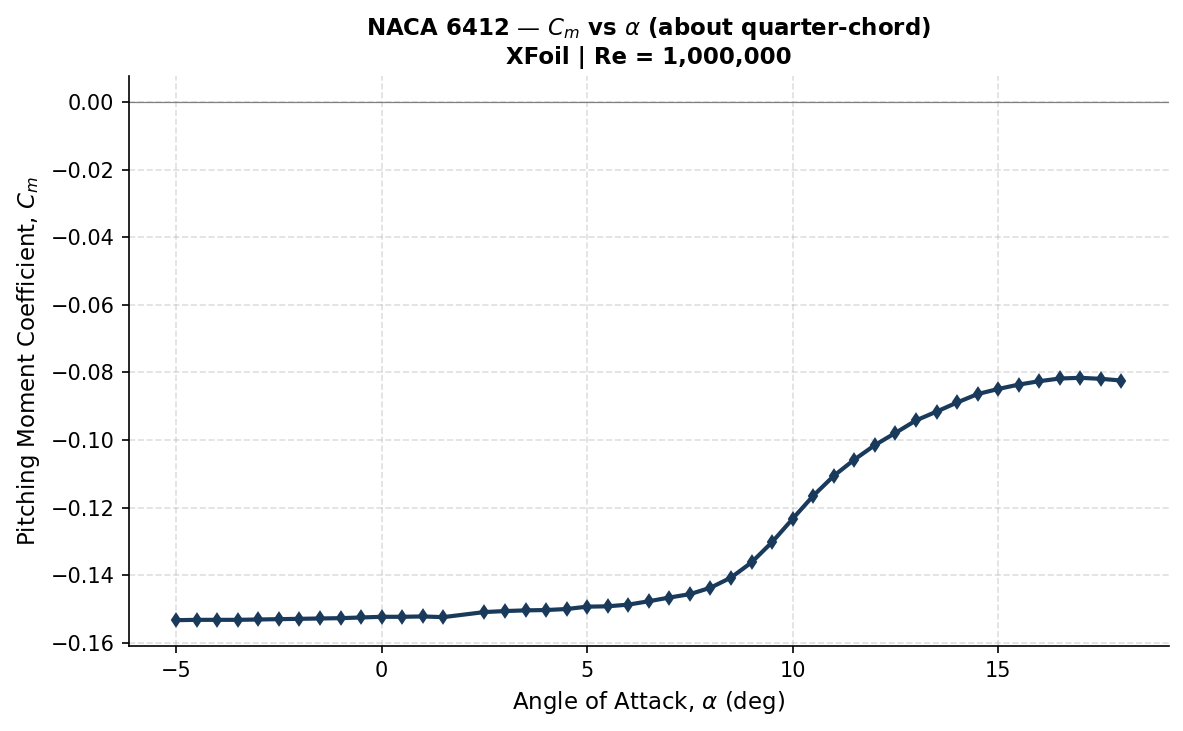 NACA 6412 — Cm vs α (about quarter-chord)
XFoil | Re = 1,000,000
Pitching Moment Coefficient, Cm
0.00
−0.02
−0.04
−0.06
−0.08
−0.10
−0.12
−0.14
−0.16
−5 0 5 10 15
Angle of Attack, α (deg)